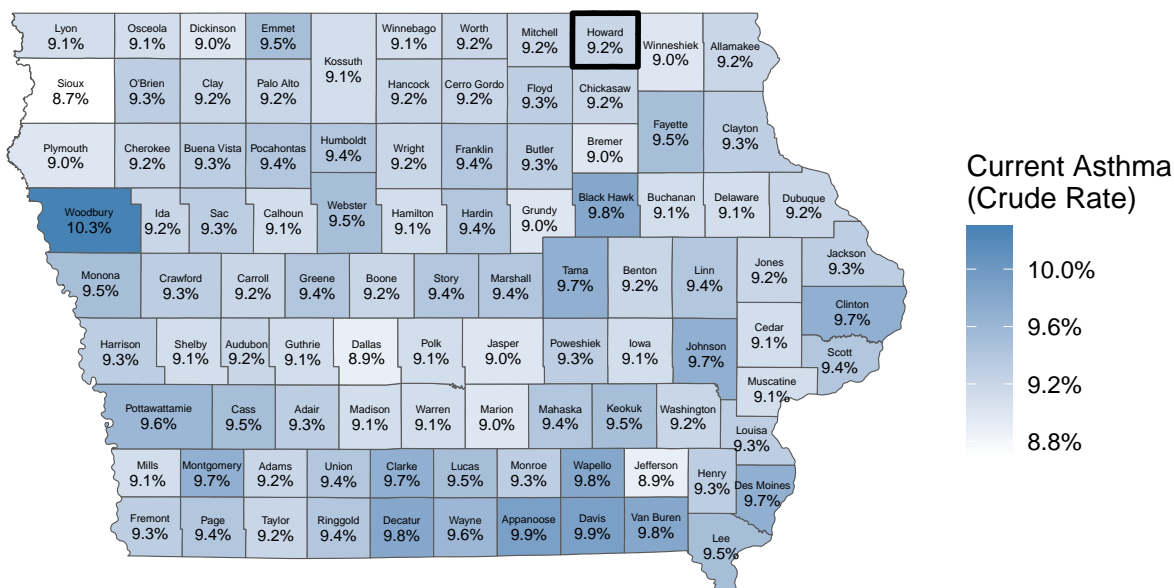 Lyon
9.1%
Osceola
9.1%
Dickinson
9.0%
Emmet
9.5%
Kossuth
9.1%
Winnebago
9.1%
Worth
9.2%
Mitchell
9.2%
Howard
9.2%
Winneshiek
9.0%
Allamakee
9.2%
Sioux
8.7%
O'Brien
9.3%
Clay
9.2%
Palo Alto
9.2%
Hancock
9.2%
Cerro Gordo
9.2%
Floyd
9.3%
Chickasaw
9.2%
Fayette
9.5%
Clayton
9.3%
Plymouth
9.0%
Cherokee
9.2%
Buena Vista
9.3%
Pocahontas
9.4%
Humboldt
9.4%
Wright
9.2%
Franklin
9.4%
Butler
9.3%
Bremer
9.0%
Woodbury
10.3%
Ida
9.2%
Sac
9.3%
Calhoun
9.1%
Webster
9.5%
Hamilton
9.1%
Hardin
9.4%
Grundy
9.0%
Black Hawk
9.8%
Buchanan
9.1%
Delaware
9.1%
Dubuque
9.2%
Monona
9.5%
Crawford
9.3%
Carroll
9.2%
Greene
9.4%
Boone
9.2%
Story
9.4%
Marshall
9.4%
Tama
9.7%
Benton
9.2%
Linn
9.4%
Jones
9.2%
Jackson
9.3%
Clinton
9.7%
Harrison
9.3%
Shelby
9.1%
Audubon
9.2%
Guthrie
9.1%
Dallas
8.9%
Polk
9.1%
Jasper
9.0%
Poweshiek
9.3%
Iowa
9.1%
Johnson
9.7%
Cedar
9.1%
Scott
9.4%
Muscatine
9.1%
Pottawattamie
9.6%
Cass
9.5%
Adair
9.3%
Madison
9.1%
Warren
9.1%
Marion
9.0%
Mahaska
9.4%
Keokuk
9.5%
Washington
9.2%
Louisa
9.3%
Mills
9.1%
Montgomery
9.7%
Adams
9.2%
Union
9.4%
Clarke
9.7%
Lucas
9.5%
Monroe
9.3%
Wapello
9.8%
Jefferson
8.9%
Henry
9.3%
Des Moines
9.7%
Fremont
9.3%
Page
9.4%
Taylor
9.2%
Ringgold
9.4%
Decatur
9.8%
Wayne
9.6%
Appanoose
9.9%
Davis
9.9%
Van Buren
9.8%
Lee
9.5%
Current Asthma
(Crude Rate)
10.0%
9.6%
9.2%
8.8%